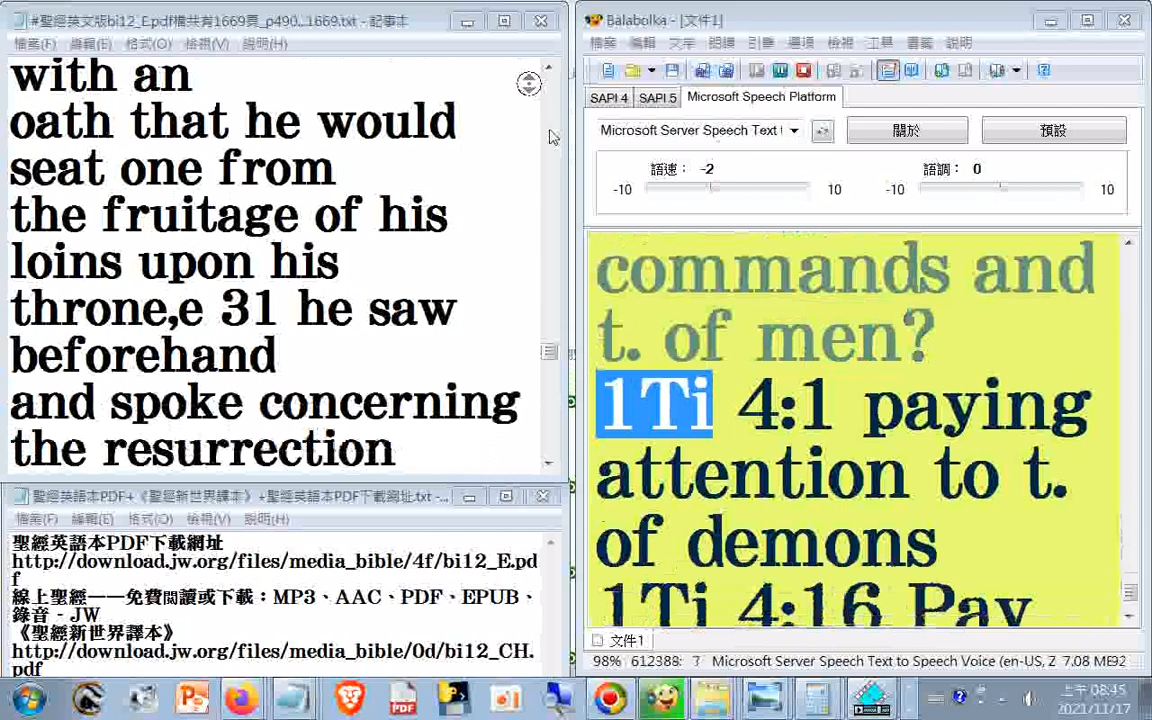 #聖經英文版bi12_E.pdf檔共有1669頁_p490...1669.txt - 記事本
檔案(F) 編輯(E) 格式(O) 檢視(V) 說明(H)
with an
oath that he would
seat one from
the fruitage of his
loins upon his
throne,e 31 he saw
beforehand
and spoke concerning
the resurrection
聖經英語本PDF+《聖經新世界譯本》+聖經英語本PDF下載網址.txt -...
檔案(F) 編輯(E) 格式(O) 檢視(V) 說明(H)
聖經英語本PDF下載網址
http://download.jw.org/files/media_bible/4f/bi12_E.pd
f
線上聖經——免費閱讀或下載：MP3、AAC、PDF、EPUB、
錄音 - JW
《聖經新世界譯本》
http://download.jw.org/files/media_bible/0d/bi12_CH.
pdf
Balabolka - [文件1]
檔案 編輯 文字 朗讀 引擎 選項 檢視 工具 書籤 說明
SAPI 4 SAPI 5 Microsoft Speech Platform
Microsoft Server Speech Text 關於 預設
語速： -2 語調： 0
-10 10 -10 10
commands and
t. of men?
1Ti 4:1 paying
attention to t.
of demons
1Ti 4:16 Pay
文件1
98% 612388: 7 Microsoft Server Speech Text to Speech Voice (en-US, Z 7.08 ME92
PDF
上午 08:45
2021/11/17